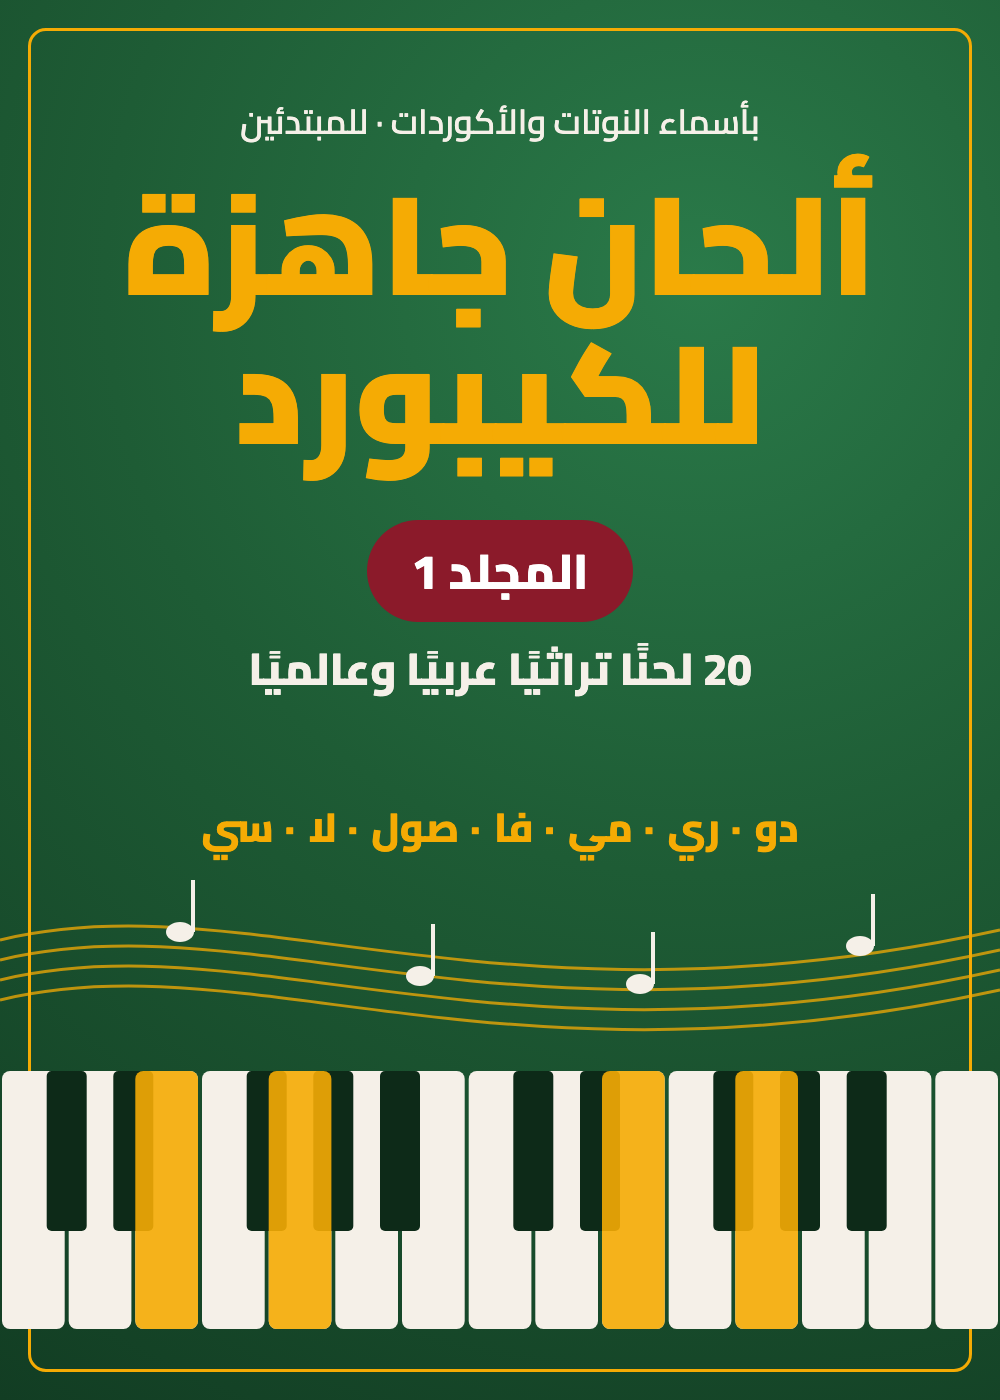 بأسماء النوتات والأكوردات · للمبتدئين
ألحان جاهزة
للكيبورد
المجلد 1
20 لحنًا تراثيًا عربيًا وعالميًا
دو · ري · مي · فا · صول · لا · سي